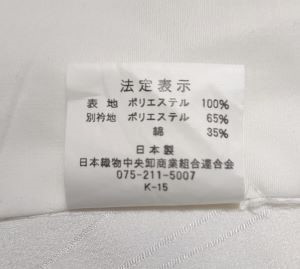 法定表示
表地 ポリエステル 100%
別衿地 ポリエステル 65%
綿 35%
日本製
日本織物中央卸商業組合連合会
075-211-5007
K-15